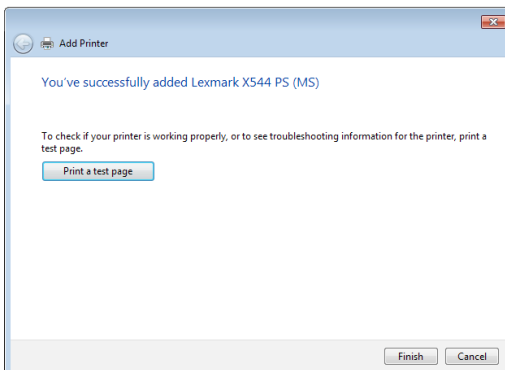 Add Printer
You've successfully added Lexmark X544 PS (MS)
To check if your printer is working properly, or to see troubleshooting information for the printer, print a
test page.
Print a test page
Finish Cancel